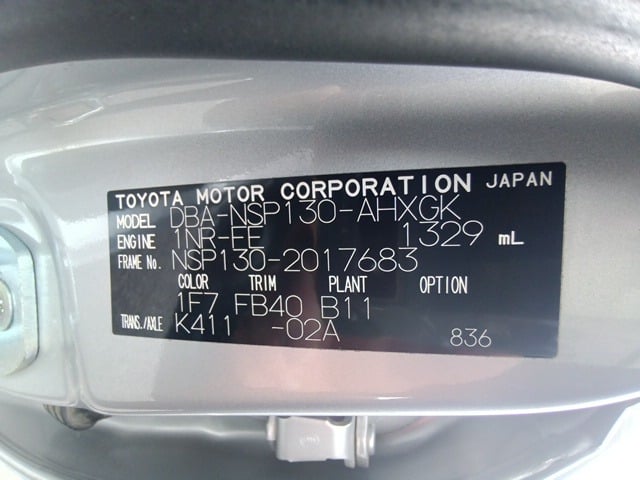 TOYOTA MOTOR CORPORATION JAPAN
MODEL DBA-NSP130-AHXGK
ENGINE 1NR-EE 1329 mL
FRAME No. NSP130-2017683
COLOR TRIM PLANT OPTION
1F7 FB40 B11
TRANS./AXLE K411 -02A
836